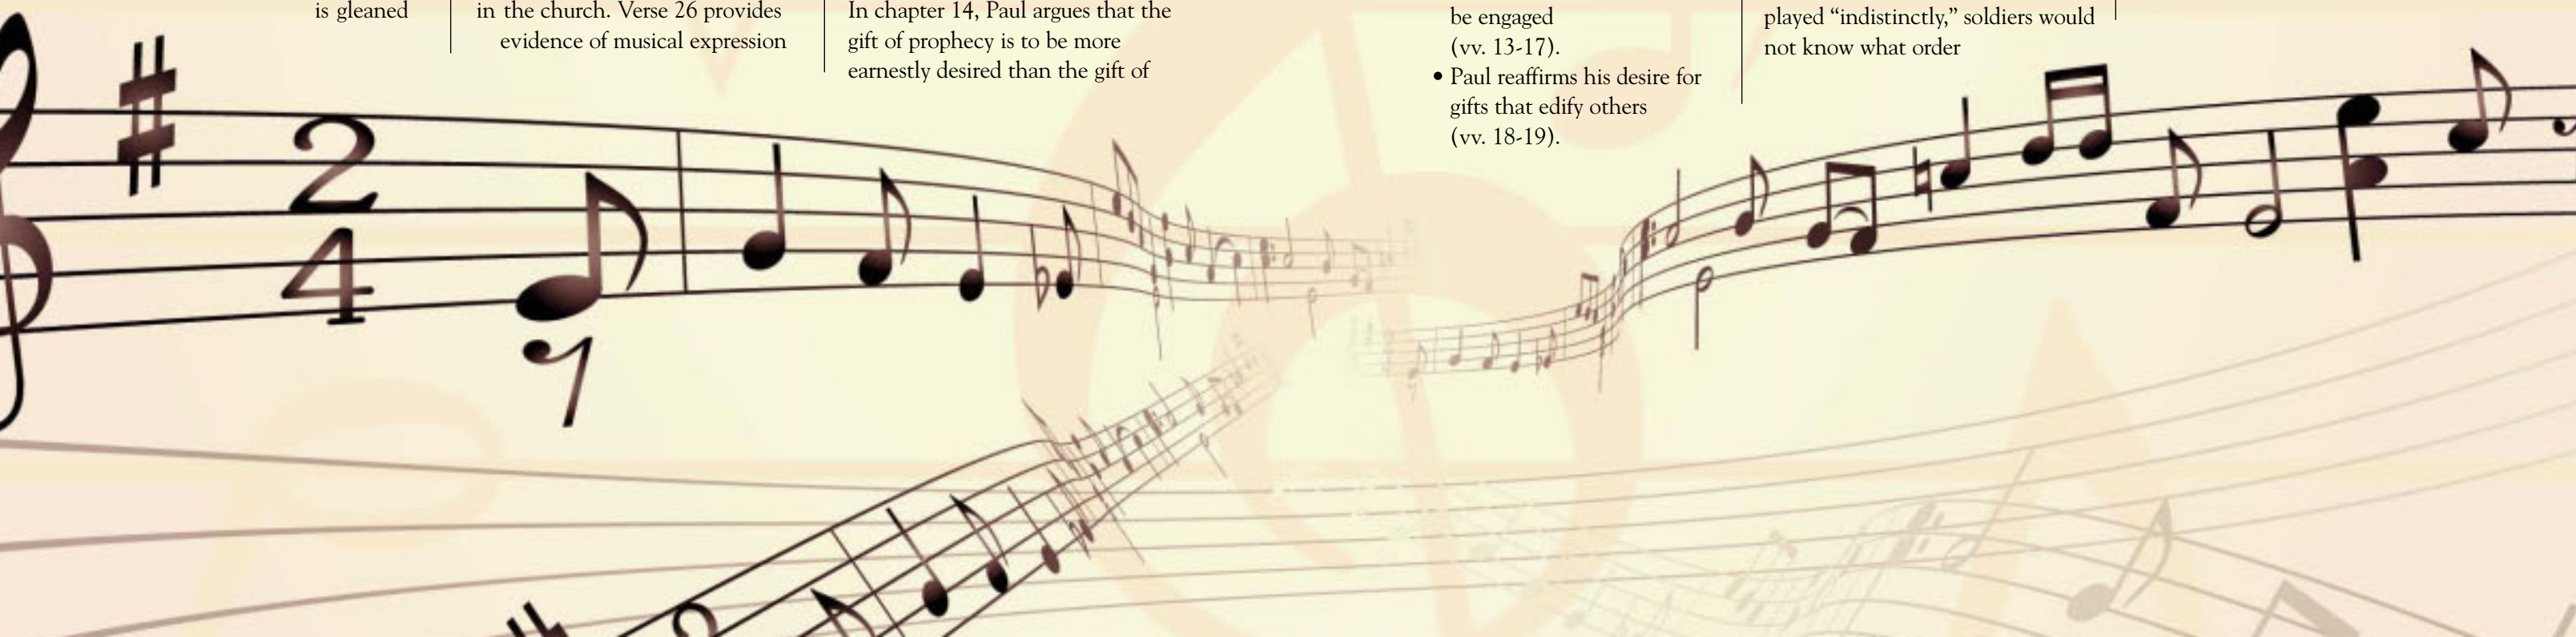 is gleaned
in the church. Verse 26 provides
evidence of musical expression
In chapter 14, Paul argues that the
gift of prophecy is to be more
earnestly desired than the gift of
be engaged
(vv. 13-17).
• Paul reaffirms his desire for
gifts that edify others
(vv. 18-19).
played “indistinctly,” soldiers would
not know what order
2
4